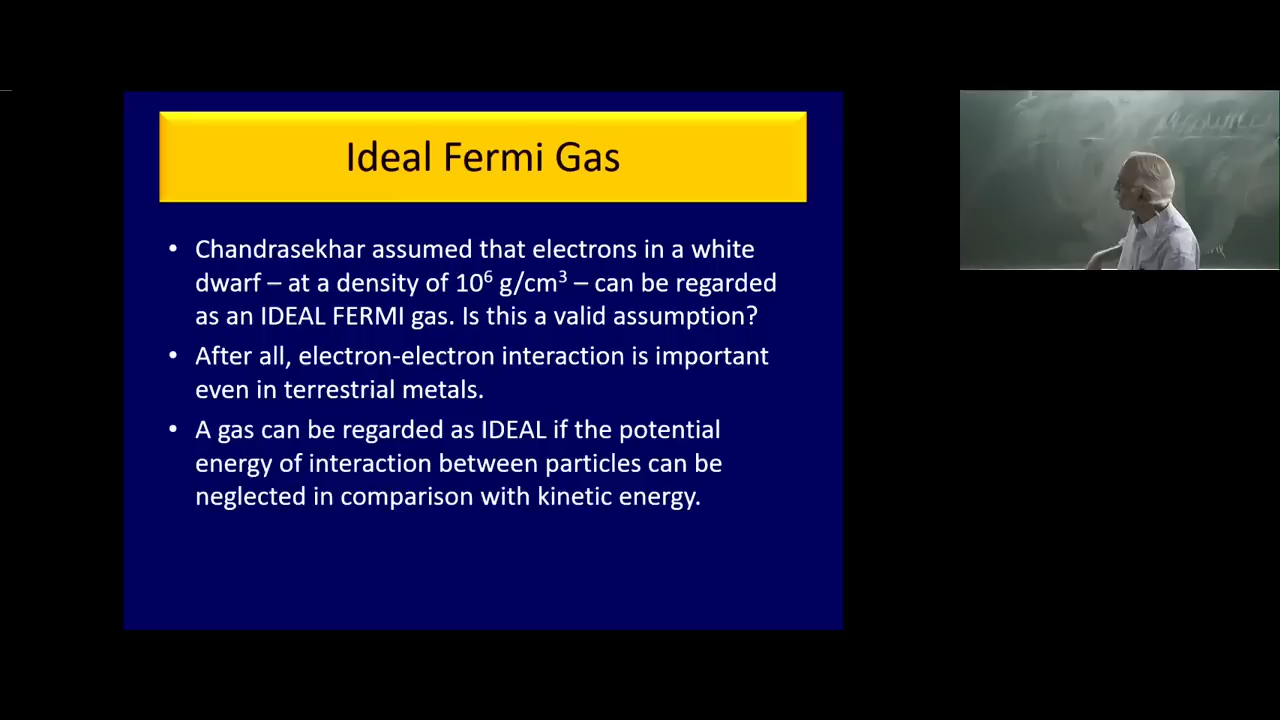 Ideal Fermi Gas
• Chandrasekhar assumed that electrons in a white
dwarf – at a density of 10⁶ g/cm³ – can be regarded
as an IDEAL FERMI gas. Is this a valid assumption?
• After all, electron-electron interaction is important
even in terrestrial metals.
• A gas can be regarded as IDEAL if the potential
energy of interaction between particles can be
neglected in comparison with kinetic energy.